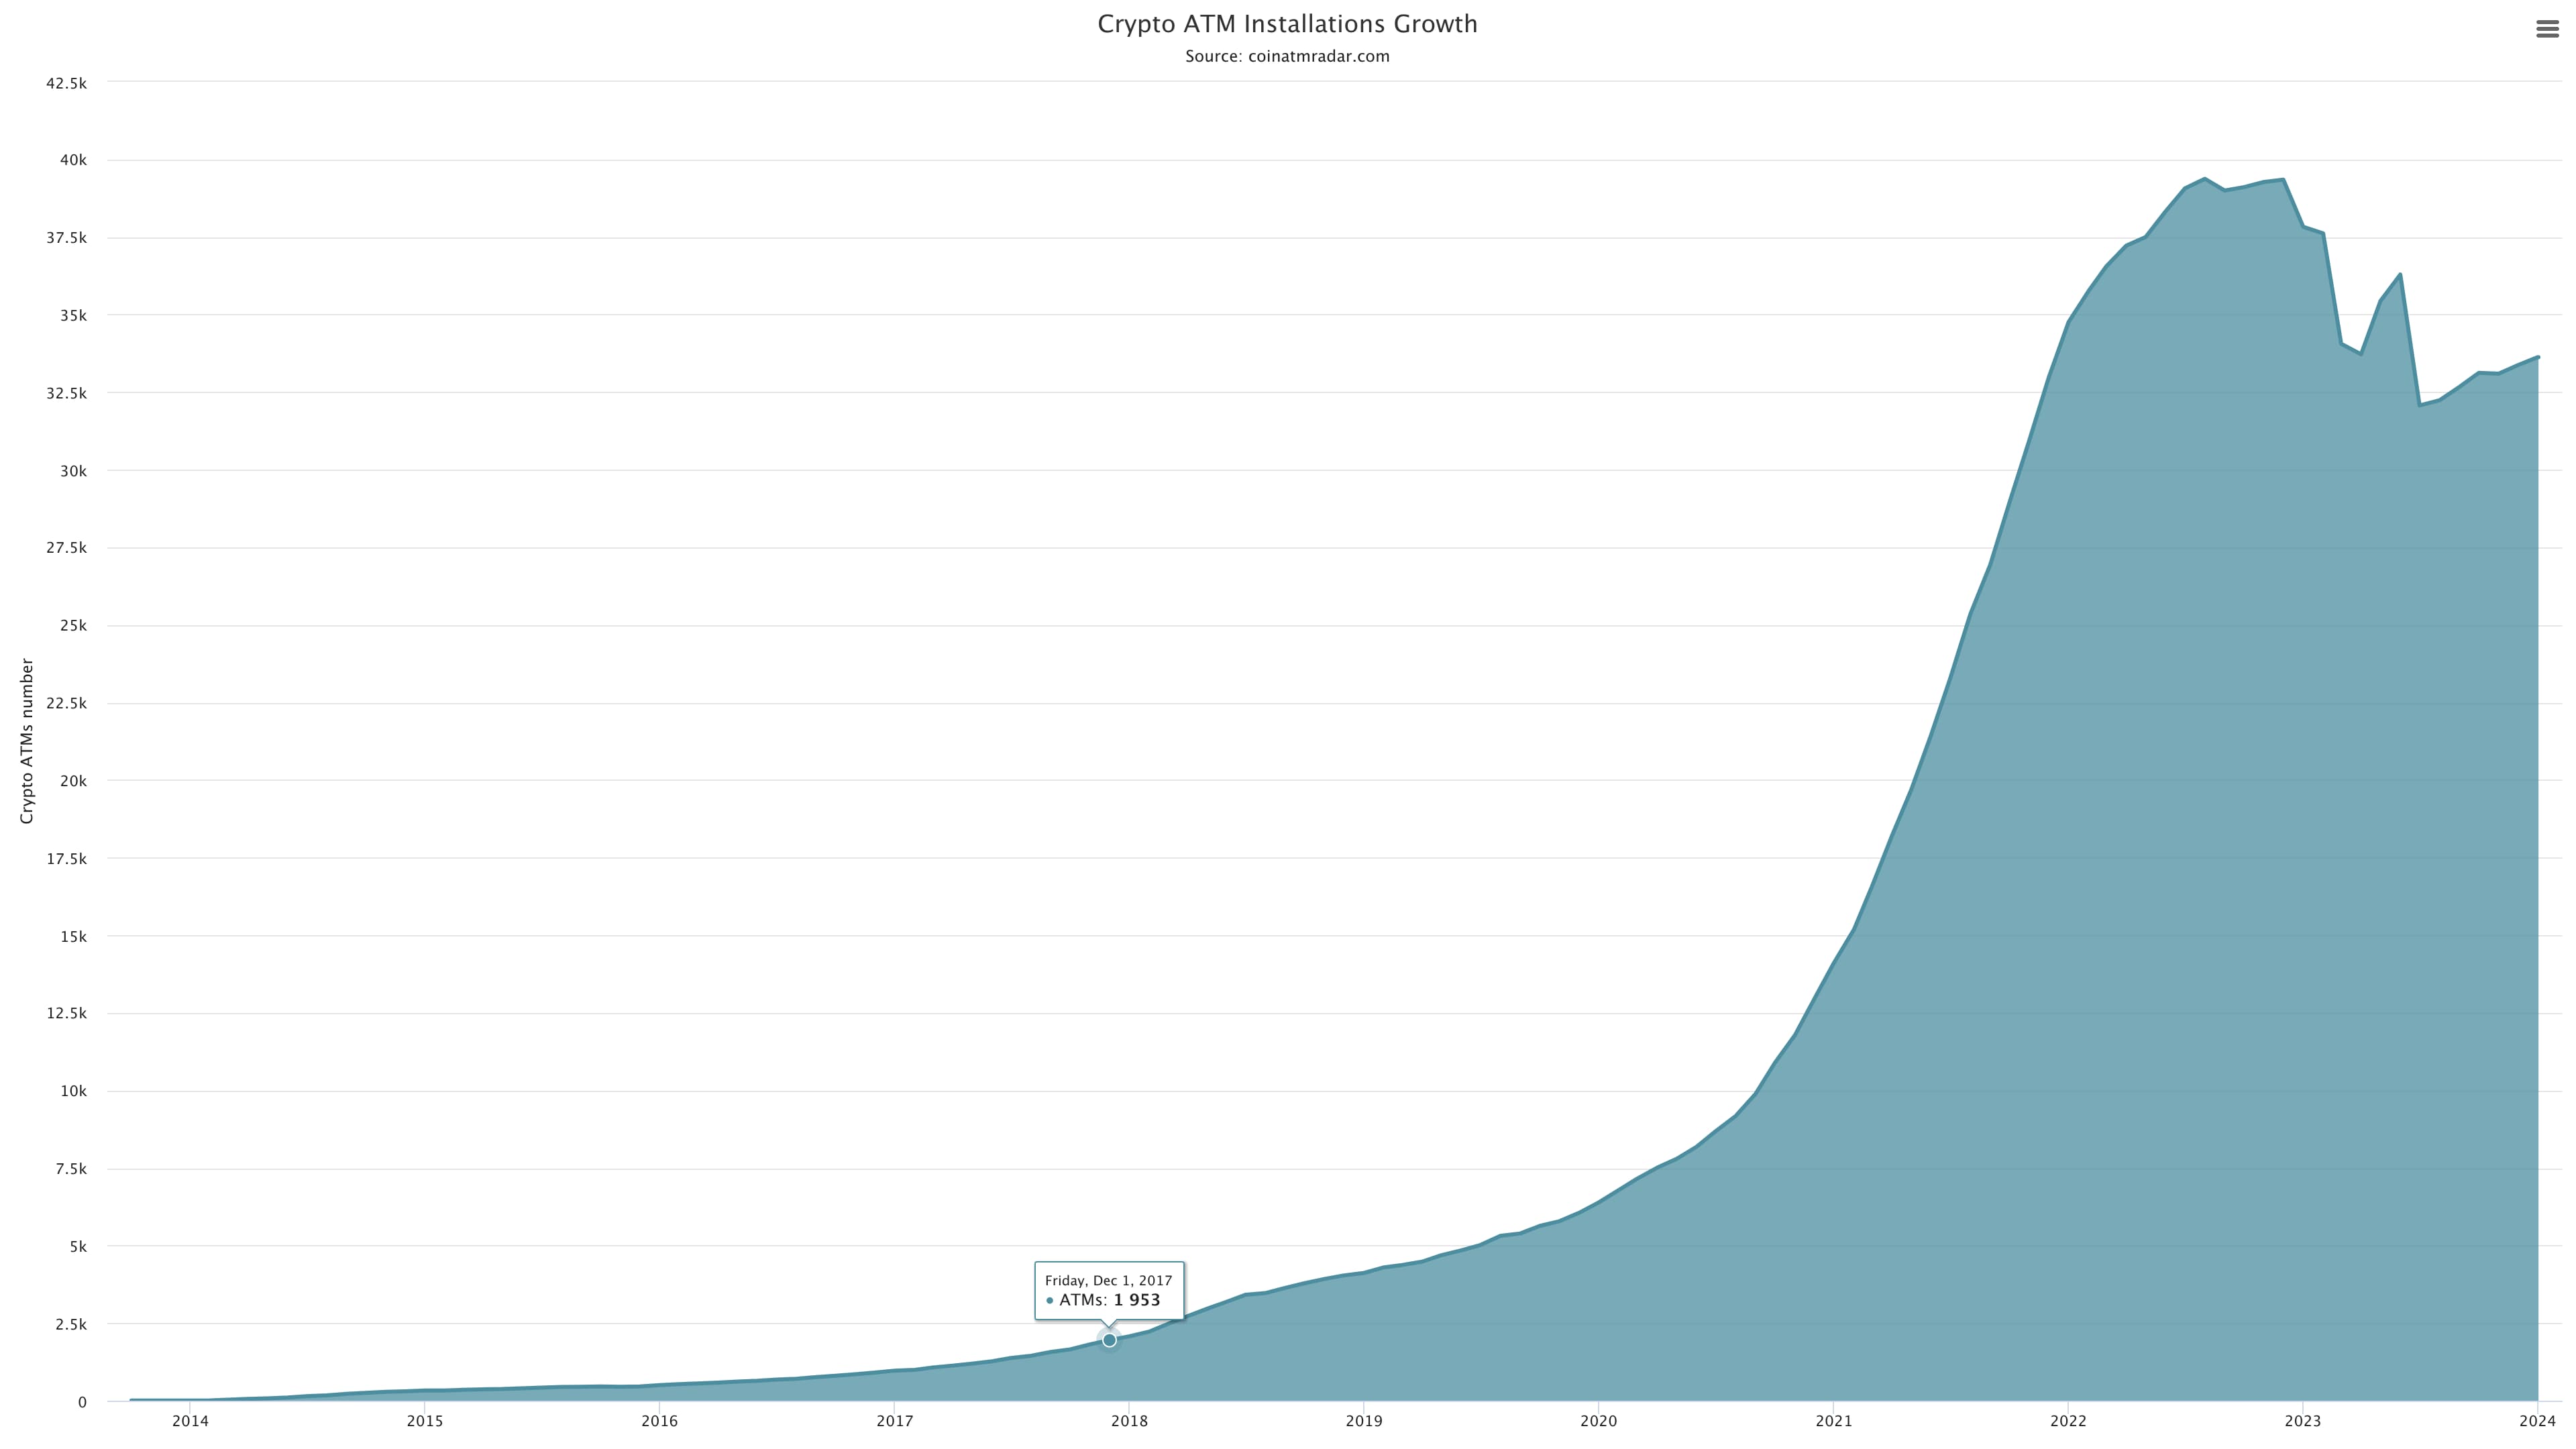 Crypto ATM Installations Growth
Source: coinatmradar.com
42.5k
40k
37.5k
35k
32.5k
30k
27.5k
25k
22.5k
20k
17.5k
15k
12.5k
10k
7.5k
5k
2.5k
0
Crypto ATMs number
Friday, Dec 1, 2017
● ATMs: 1 953
2014 2015 2016 2017 2018 2019 2020 2021 2022 2023 2024